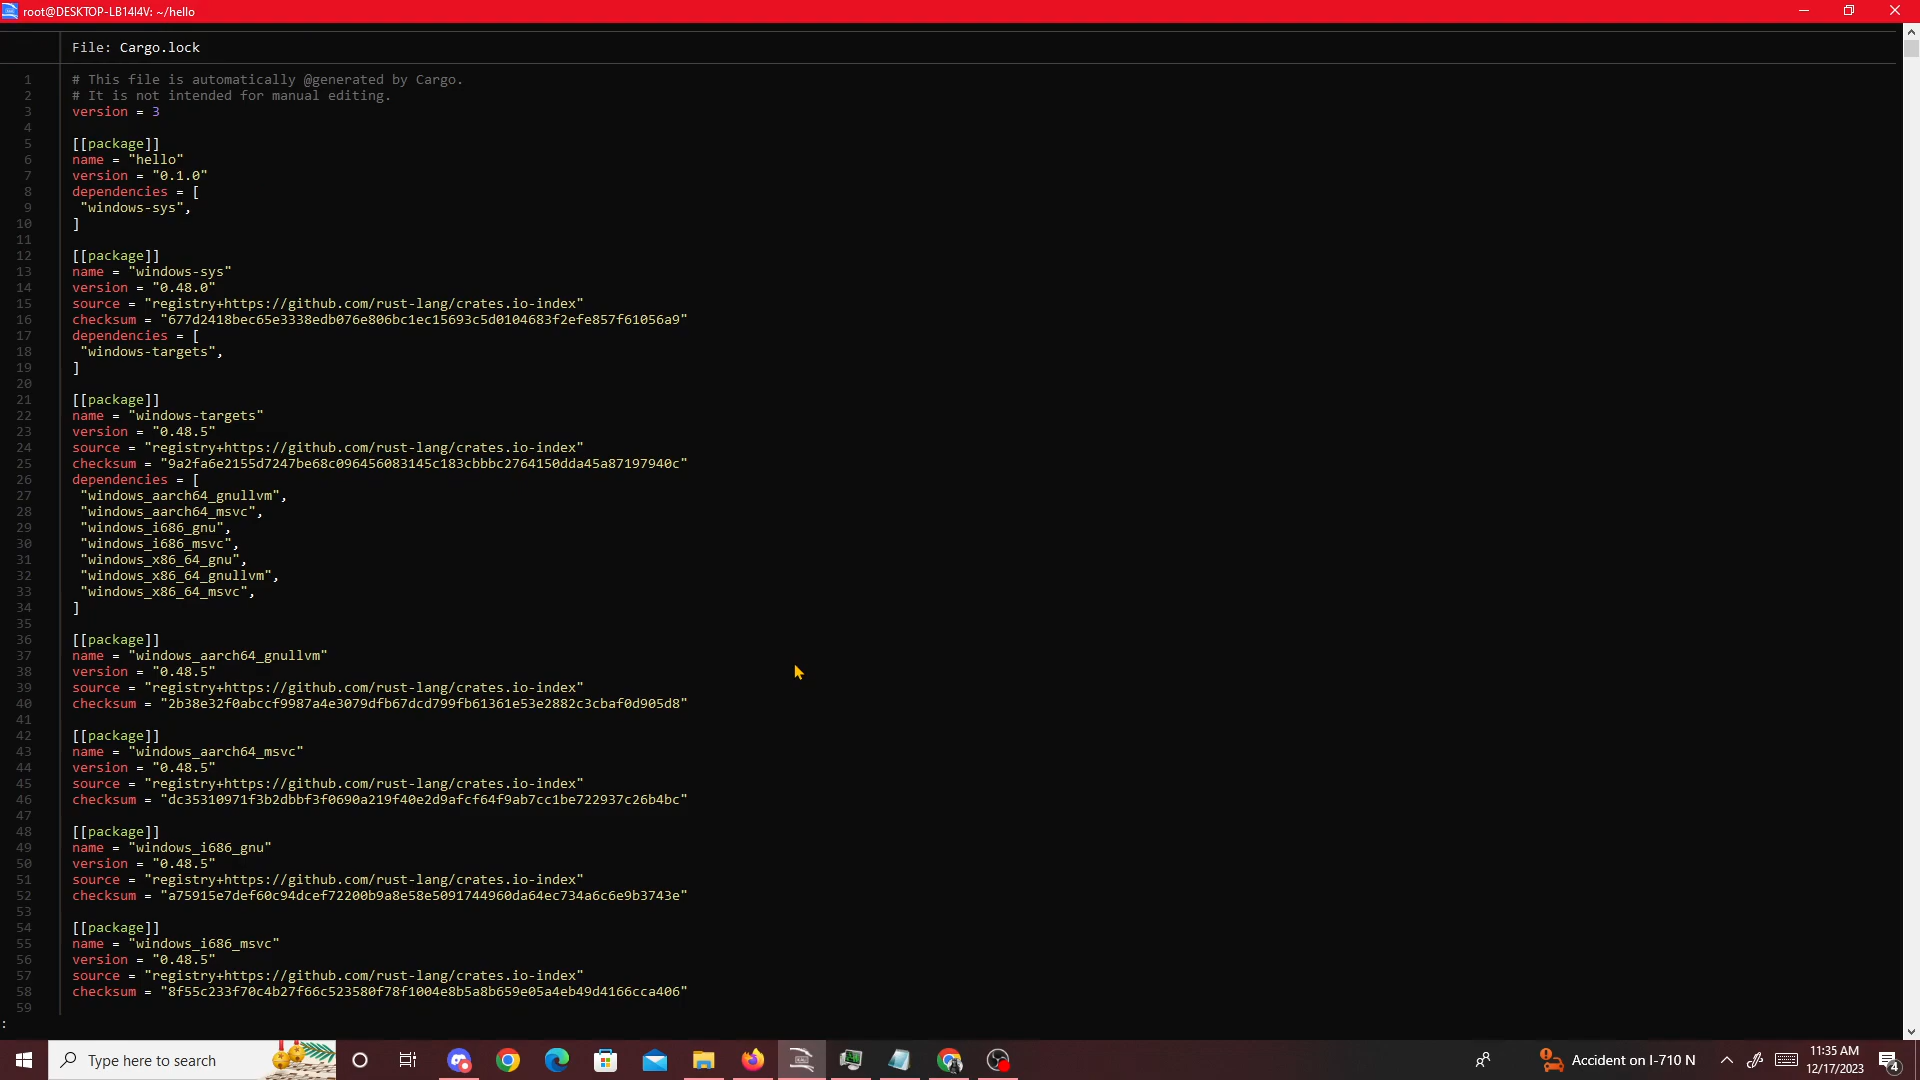 root@DESKTOP-LB14I4V: ~/hello
File: Cargo.lock
1 # This file is automatically @generated by Cargo.
2 # It is not intended for manual editing.
3 version = 3
4
5 [[package]]
6 name = "hello"
7 version = "0.1.0"
8 dependencies = [
9 "windows-sys",
10 ]
11
12 [[package]]
13 name = "windows-sys"
14 version = "0.48.0"
15 source = "registry+https://github.com/rust-lang/crates.io-index"
16 checksum = "677d2418bec65e3338edb076e806bc1ec15693c5d0104683f2efe857f61056a9"
17 dependencies = [
18 "windows-targets",
19 ]
20
21 [[package]]
22 name = "windows-targets"
23 version = "0.48.5"
24 source = "registry+https://github.com/rust-lang/crates.io-index"
25 checksum = "9a2fa6e2155d7247be68c096456083145c183cbbbc2764150dda45a87197940c"
26 dependencies = [
27 "windows_aarch64_gnullvm",
28 "windows_aarch64_msvc",
29 "windows_i686_gnu",
30 "windows_i686_msvc",
31 "windows_x86_64_gnu",
32 "windows_x86_64_gnullvm",
33 "windows_x86_64_msvc",
34 ]
35
36 [[package]]
37 name = "windows_aarch64_gnullvm"
38 version = "0.48.5"
39 source = "registry+https://github.com/rust-lang/crates.io-index"
40 checksum = "2b38e32f0abccf9987a4e3079dfb67dcd799fb61361e53e2882c3cbaf0d905d8"
41
42 [[package]]
43 name = "windows_aarch64_msvc"
44 version = "0.48.5"
45 source = "registry+https://github.com/rust-lang/crates.io-index"
46 checksum = "dc35310971f3b2dbbf3f0690a219f40e2d9afcf64f9ab7cc1be722937c26b4bc"
47
48 [[package]]
49 name = "windows_i686_gnu"
50 version = "0.48.5"
51 source = "registry+https://github.com/rust-lang/crates.io-index"
52 checksum = "a75915e7def60c94dcef72200b9a8e58e5091744960da64ec734a6c6e9b3743e"
53
54 [[package]]
55 name = "windows_i686_msvc"
56 version = "0.48.5"
57 source = "registry+https://github.com/rust-lang/crates.io-index"
58 checksum = "8f55c233f70c4b27f66c523580f78f1004e8b5a8b659e05a4eb49d4166cca406"
59
:
Type here to search
Accident on I-710 N
11:35 AM
12/17/2023
4